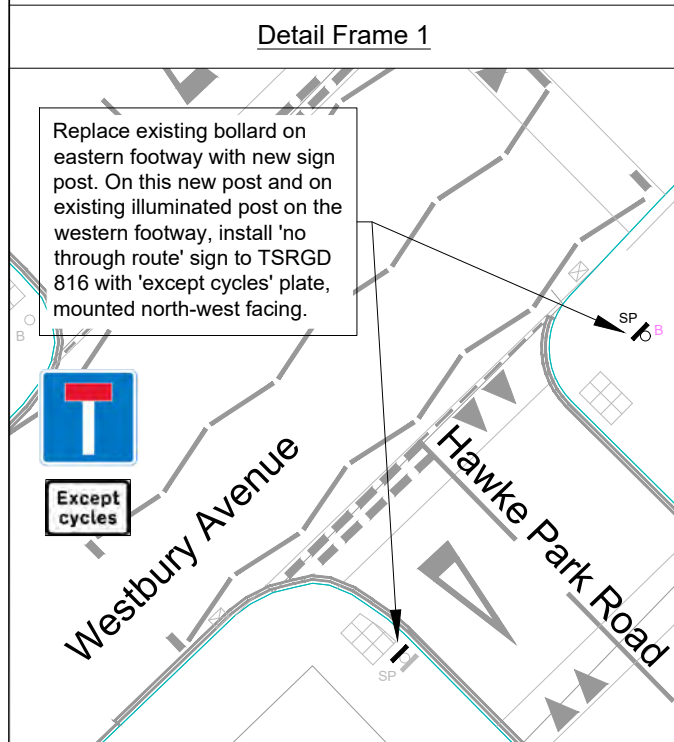 Detail Frame 1
Replace existing bollard on
eastern footway with new sign
post. On this new post and on
existing illuminated post on the
western footway, install 'no
through route' sign to TSRGD
816 with 'except cycles' plate,
mounted north-west facing.
B
SP
B
Except
cycles
Westbury Avenue
Hawke Park Road
SP